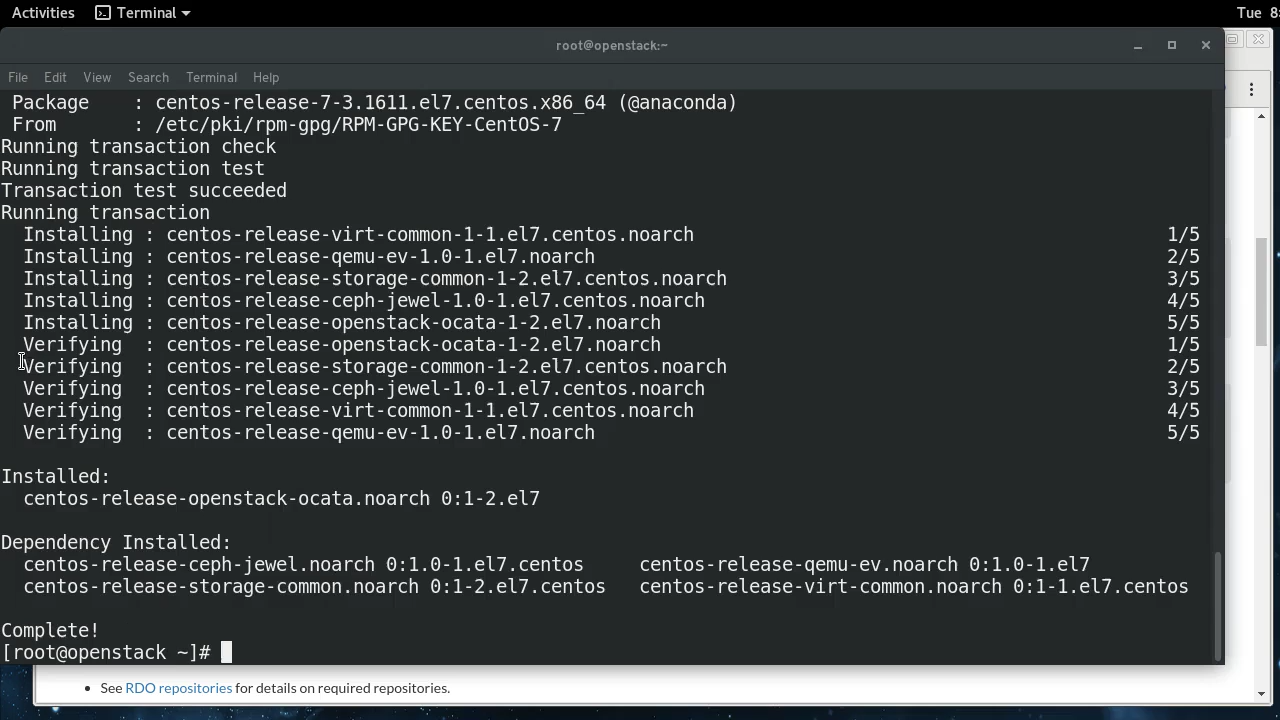 Activities Terminal Tue 8:
root@openstack:~
File Edit View Search Terminal Help
Package : centos-release-7-3.1611.el7.centos.x86_64 (@anaconda)
From : /etc/pki/rpm-gpg/RPM-GPG-KEY-CentOS-7
Running transaction check
Running transaction test
Transaction test succeeded
Running transaction
Installing : centos-release-virt-common-1-1.el7.centos.noarch 1/5
Installing : centos-release-qemu-ev-1.0-1.el7.noarch 2/5
Installing : centos-release-storage-common-1-2.el7.centos.noarch 3/5
Installing : centos-release-ceph-jewel-1.0-1.el7.centos.noarch 4/5
Installing : centos-release-openstack-ocata-1-2.el7.noarch 5/5
Verifying : centos-release-openstack-ocata-1-2.el7.noarch 1/5
Verifying : centos-release-storage-common-1-2.el7.centos.noarch 2/5
Verifying : centos-release-ceph-jewel-1.0-1.el7.centos.noarch 3/5
Verifying : centos-release-virt-common-1-1.el7.centos.noarch 4/5
Verifying : centos-release-qemu-ev-1.0-1.el7.noarch 5/5
Installed:
centos-release-openstack-ocata.noarch 0:1-2.el7
Dependency Installed:
centos-release-ceph-jewel.noarch 0:1.0-1.el7.centos centos-release-qemu-ev.noarch 0:1.0-1.el7
centos-release-storage-common.noarch 0:1-2.el7.centos centos-release-virt-common.noarch 0:1-1.el7.centos
Complete!
[root@openstack ~]#
• See RDO repositories for details on required repositories.